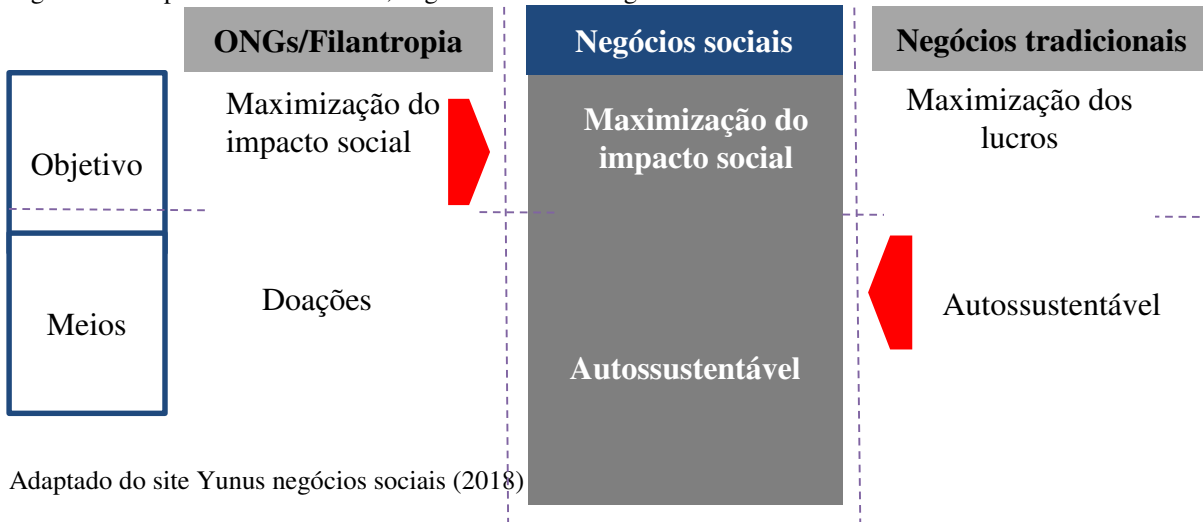 ONGs/Filantropia
Negócios sociais
Negócios tradicionais
Objetivo
Maximização do
impacto social
Maximização do
impacto social
Maximização dos
lucros
Meios
Doações
Autossustentável
Autossustentável
Adaptado do site Yunus negócios sociais (2018)